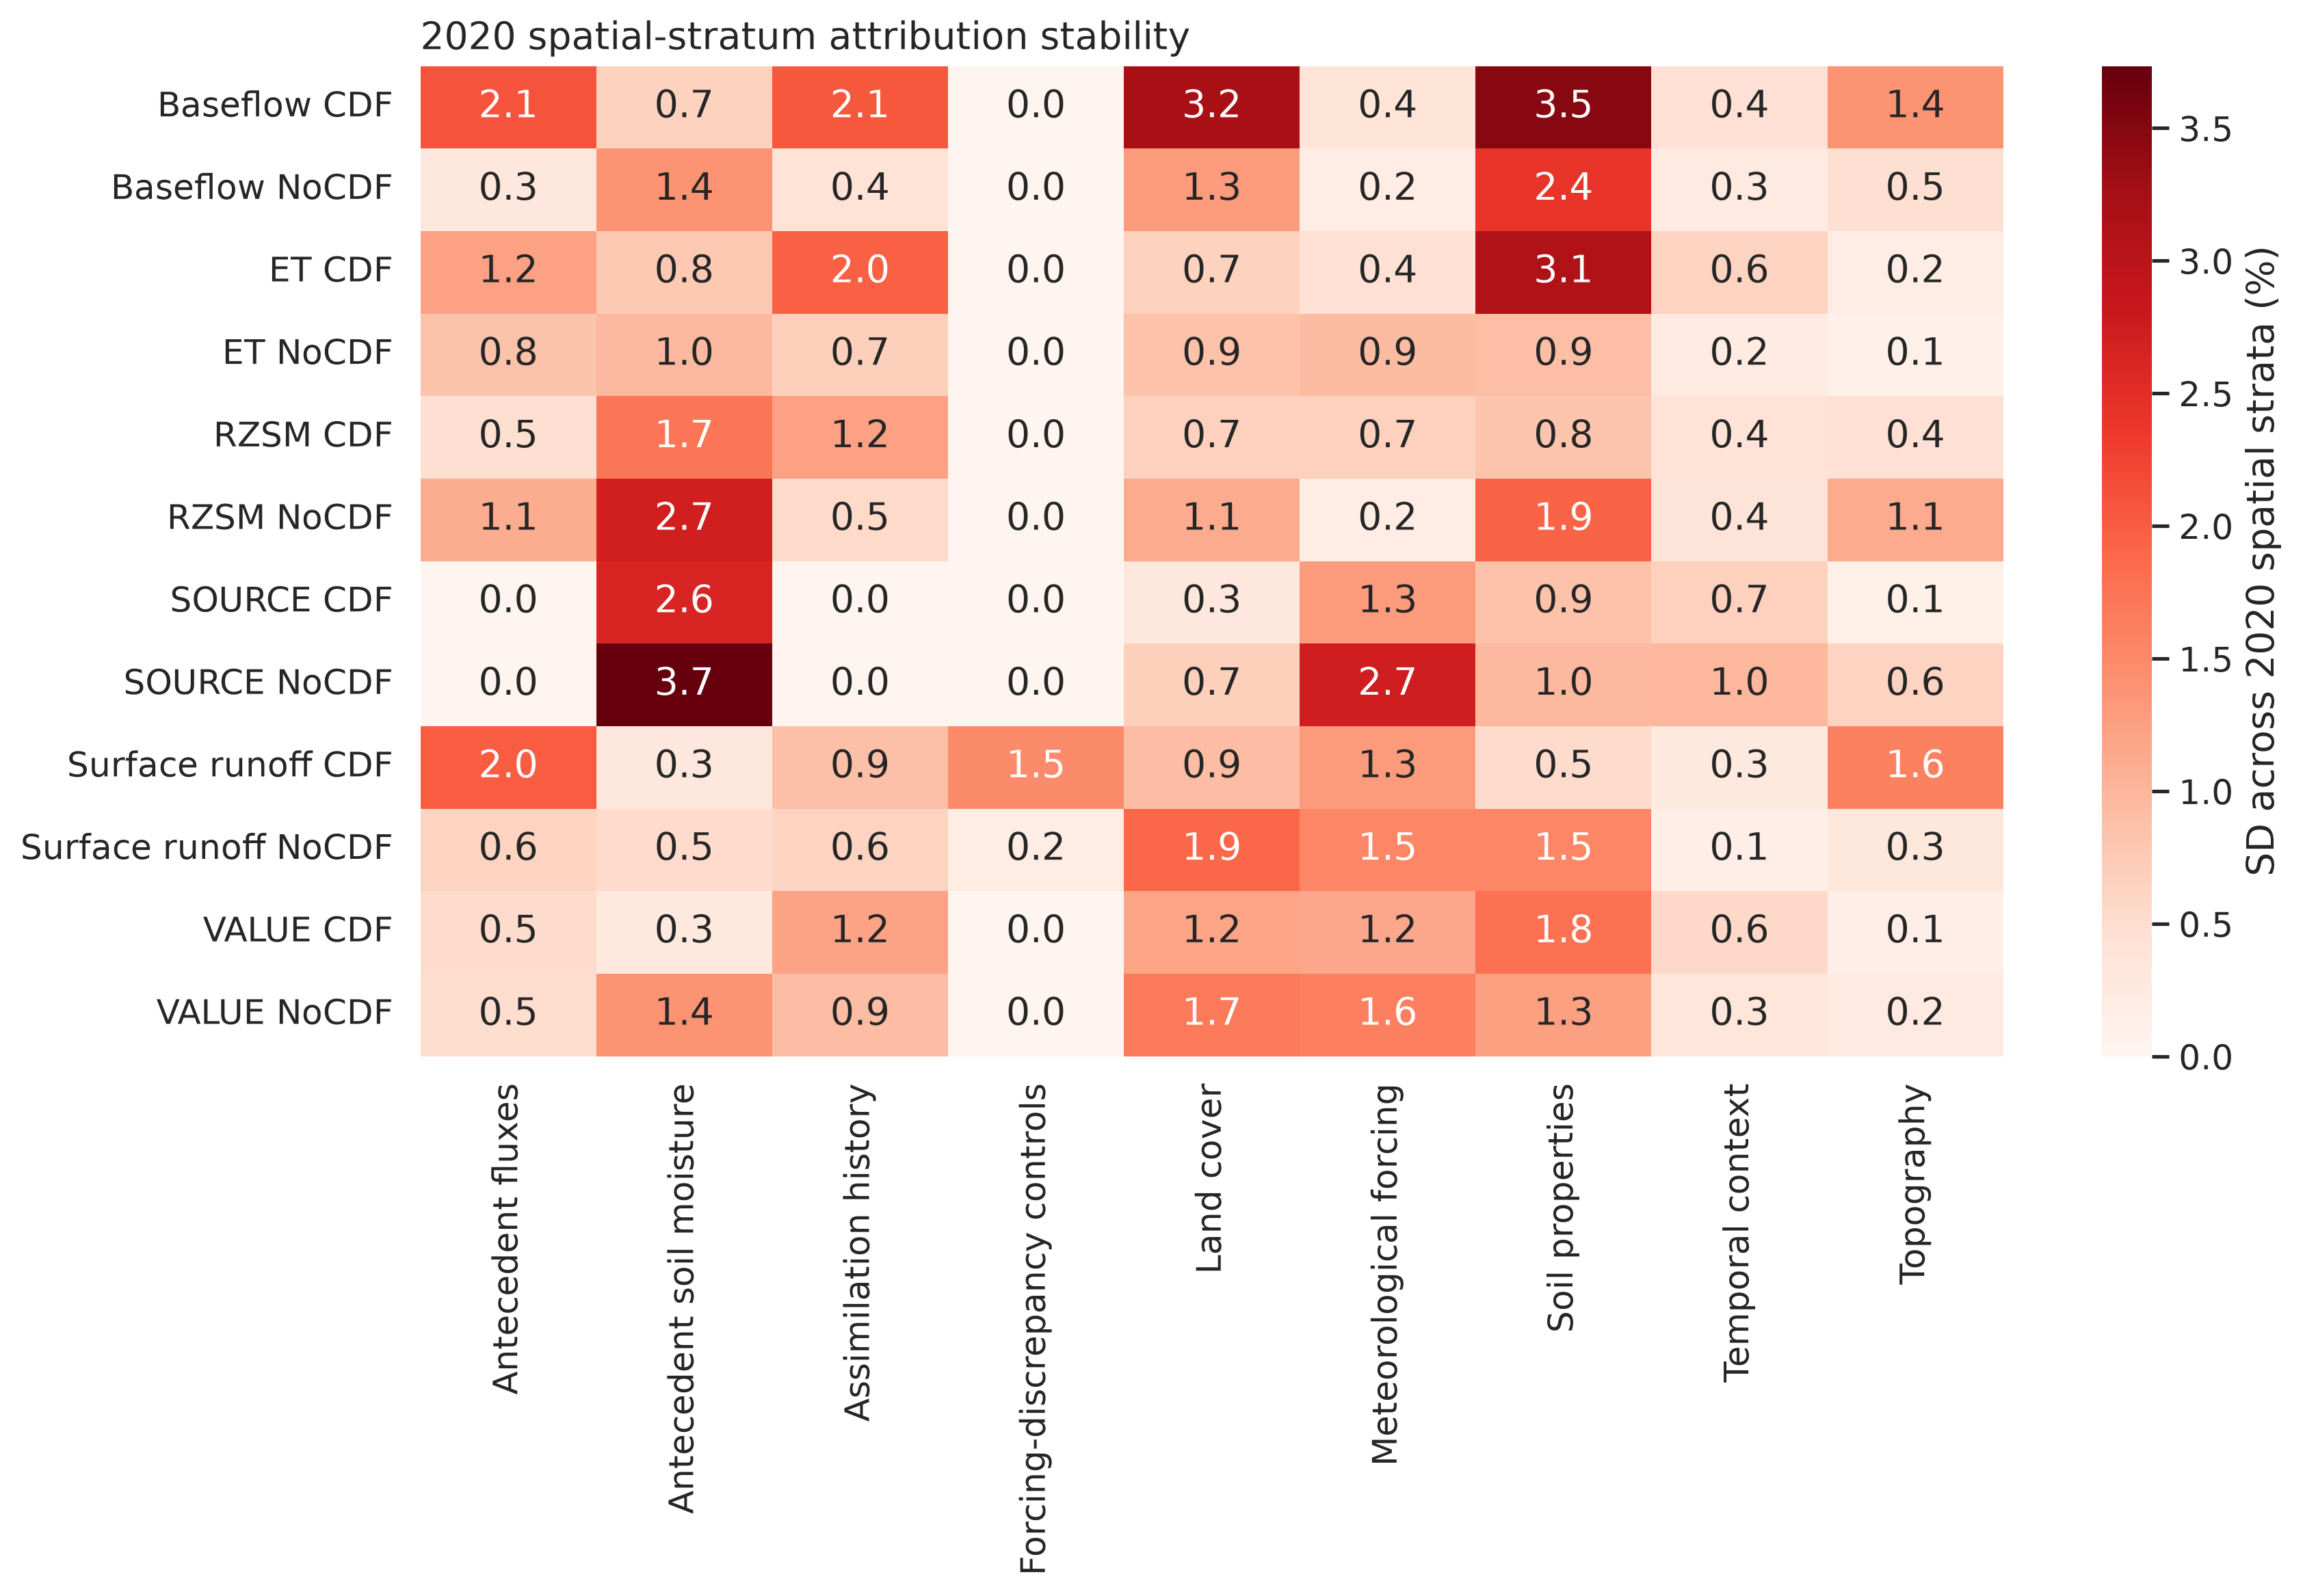 2020 spatial-stratum attribution stability
Baseflow CDF 2.1 0.7 2.1 0.0 3.2 0.4 3.5 0.4 1.4
Baseflow NoCDF 0.3 1.4 0.4 0.0 1.3 0.2 2.4 0.3 0.5
ET CDF 1.2 0.8 2.0 0.0 0.7 0.4 3.1 0.6 0.2
ET NoCDF 0.8 1.0 0.7 0.0 0.9 0.9 0.9 0.2 0.1
RZSM CDF 0.5 1.7 1.2 0.0 0.7 0.7 0.8 0.4 0.4
RZSM NoCDF 1.1 2.7 0.5 0.0 1.1 0.2 1.9 0.4 1.1
SOURCE CDF 0.0 2.6 0.0 0.0 0.3 1.3 0.9 0.7 0.1
SOURCE NoCDF 0.0 3.7 0.0 0.0 0.7 2.7 1.0 1.0 0.6
Surface runoff CDF 2.0 0.3 0.9 1.5 0.9 1.3 0.5 0.3 1.6
Surface runoff NoCDF 0.6 0.5 0.6 0.2 1.9 1.5 1.5 0.1 0.3
VALUE CDF 0.5 0.3 1.2 0.0 1.2 1.2 1.8 0.6 0.1
VALUE NoCDF 0.5 1.4 0.9 0.0 1.7 1.6 1.3 0.3 0.2
Antecedent fluxes
Antecedent soil moisture
Assimilation history
Forcing-discrepancy controls
Land cover
Meteorological forcing
Soil properties
Temporal context
Topography
3.5
3.0
2.5
2.0
1.5
1.0
0.5
0.0
SD across 2020 spatial strata (%)